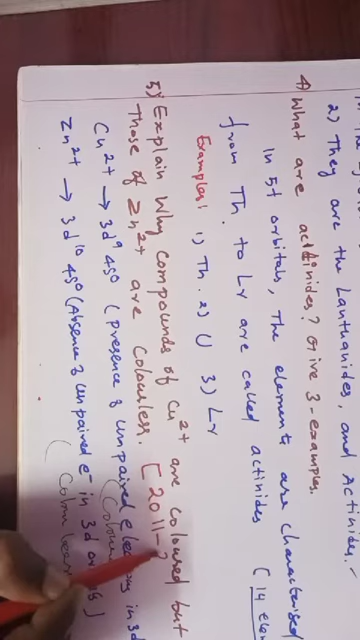 2) They are the Lanthanides, and Actinides.
4) What are actinides? Give 3-examples.
In 5f orbitals, The elements are characterised
from Th to Lr are called actinides (14 elem
Examples: 1) Th. 2) U 3) Lr
5) Explain why compounds of Cu²⁺ are coloured but
Those of Zn²⁺ are colourless. [2011-
Cu²⁺ → 3d⁹ 4s⁰ (presence of unpaired electrons in 3d
(Colou
Zn²⁺ → 3d¹⁰ 4s⁰ (Absence of unpaired e⁻ in 3d
(Colourless